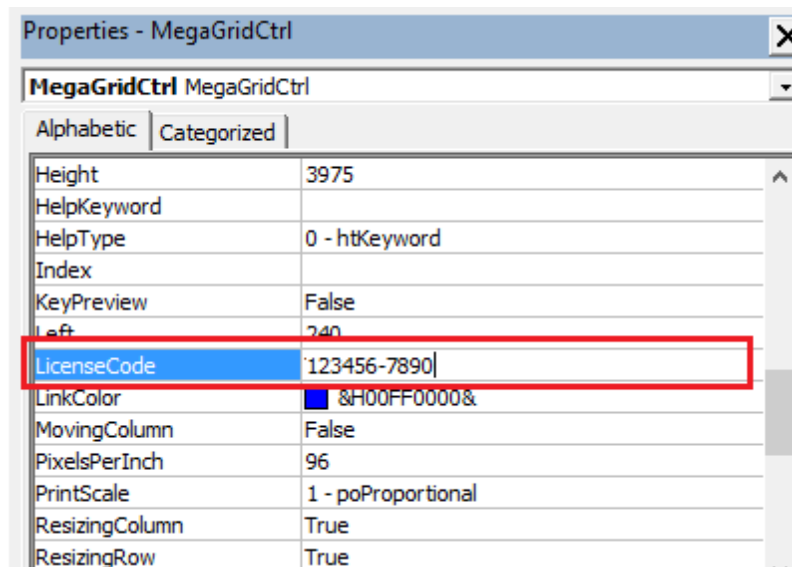 Properties - MegaGridCtrl
MegaGridCtrl MegaGridCtrl
Alphabetic Categorized
Height 3975
HelpKeyword
HelpType 0 - htKeyword
Index
KeyPreview False
Left 240
LicenseCode 123456-7890
LinkColor &H00FF0000&
MovingColumn False
PixelsPerInch 96
PrintScale 1 - poProportional
ResizingColumn True
ResizingRow True